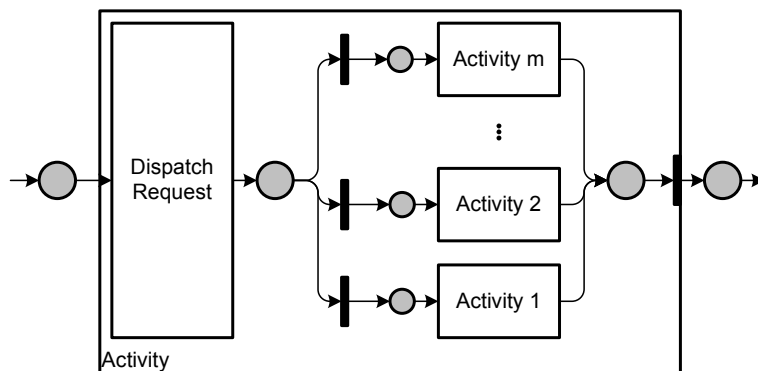 Activity m
Dispatch
Request
Activity 2
Activity 1
Activity